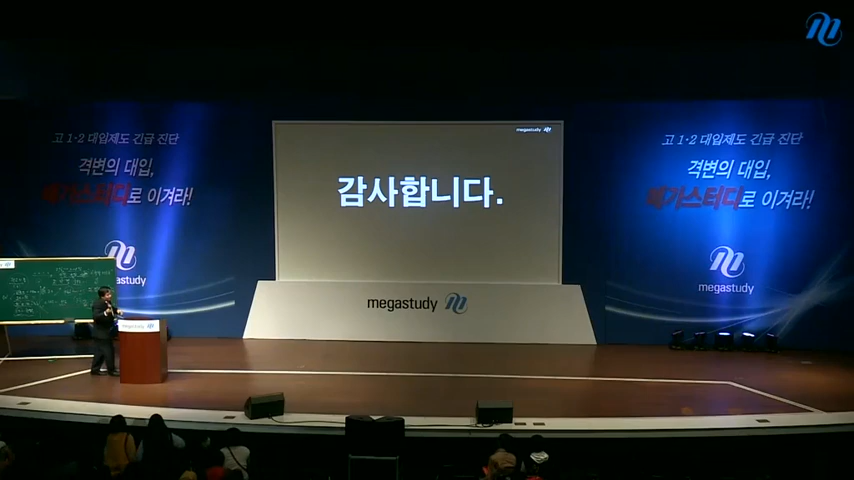 고 1·2 대입제도 긴급 진단
격변의 대입,
메가스터디로 이겨라!
megastudy
megastudy
감사합니다.
megastudy
고 1·2 대입제도 긴급 진단
격변의 대입,
메가스터디로 이겨라!
megastudy
megastudy